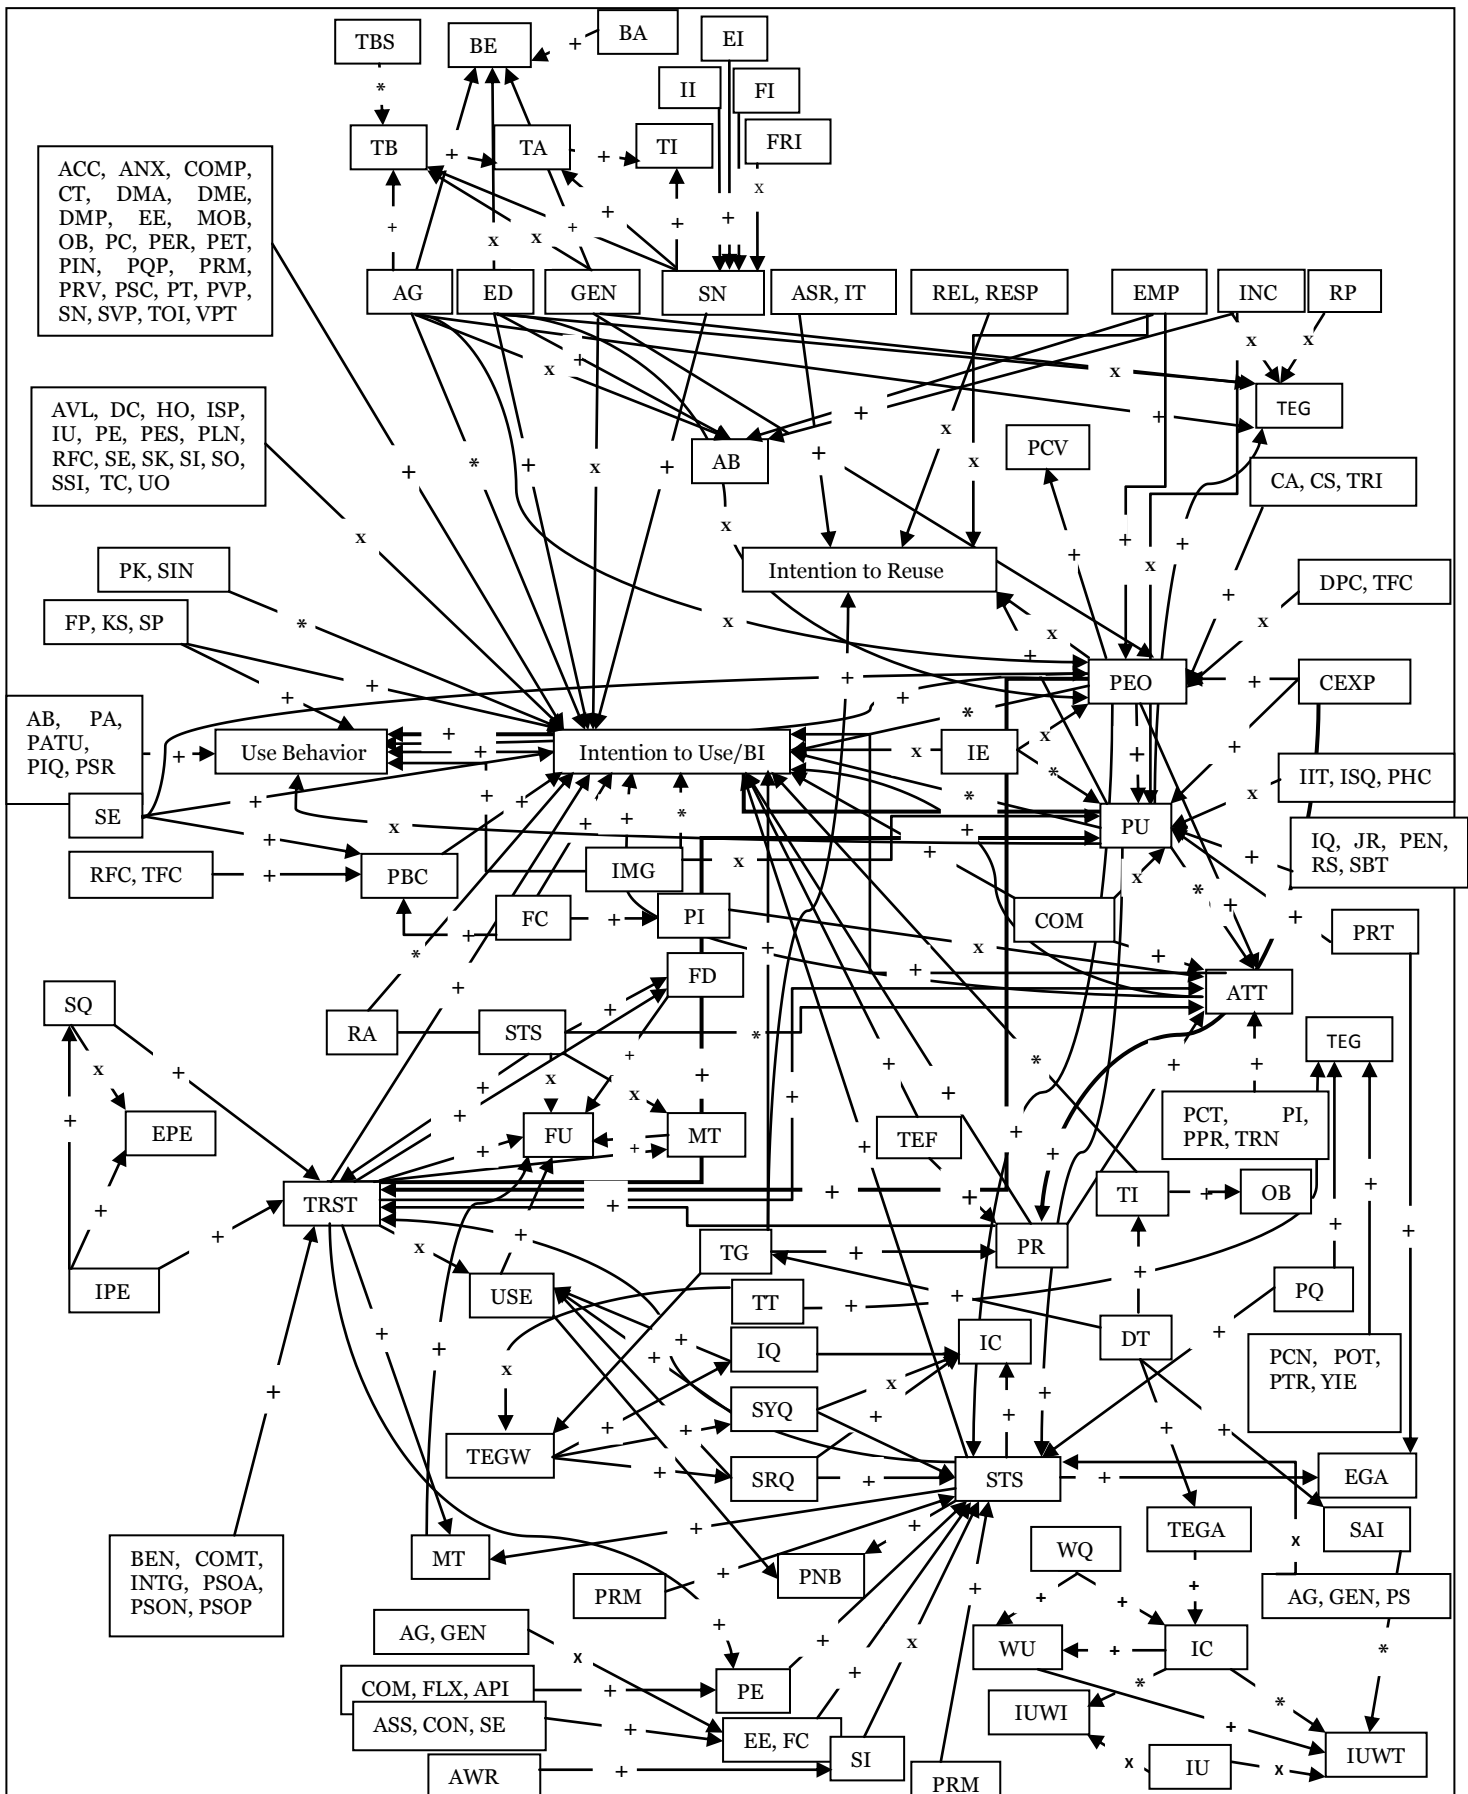 TBS
BE
BA
EI
II
FI
TB
TA
TI
FRI
ACC, ANX, COMP,
CT, DMA, DME,
DMP, EE, MOB,
OB, PC, PER, PET,
PIN, PQP, PRM,
PRV, PSC, PT, PVP,
SN, SVP, TOI, VPT
AG
ED
GEN
SN
ASR, IT
REL, RESP
EMP
INC
RP
TEG
AVL, DC, HO, ISP,
IU, PE, PES, PLN,
RFC, SE, SK, SI, SO,
SSI, TC, UO
AB
PCV
CA, CS, TRI
PK, SIN
Intention to Reuse
DPC, TFC
FP, KS, SP
PEO
CEXP
AB, PA,
PATU,
PIQ, PSR
Use Behavior
Intention to Use/BI
IE
IIT, ISQ, PHC
SE
PU
IQ, JR, PEN,
RS, SBT
RFC, TFC
PBC
IMG
FC
PI
COM
PRT
FD
ATT
SQ
RA
STS
TEG
EPE
FU
MT
TEF
PCT, PI,
PPR, TRN
TRST
TI
OB
IPE
USE
TG
PR
TT
PQ
IQ
IC
DT
PCN, POT,
PTR, YIE
SYQ
TEGW
SRQ
STS
EGA
BEN, COMT,
INTG, PSOA,
PSON, PSOP
MT
TEGA
SAI
WQ
PNB
PRM
AG, GEN, PS
AG, GEN
WU
IC
COM, FLX, API
PE
ASS, CON, SE
EE, FC
IUWI
SI
IUWT
AWR
PRM
IU